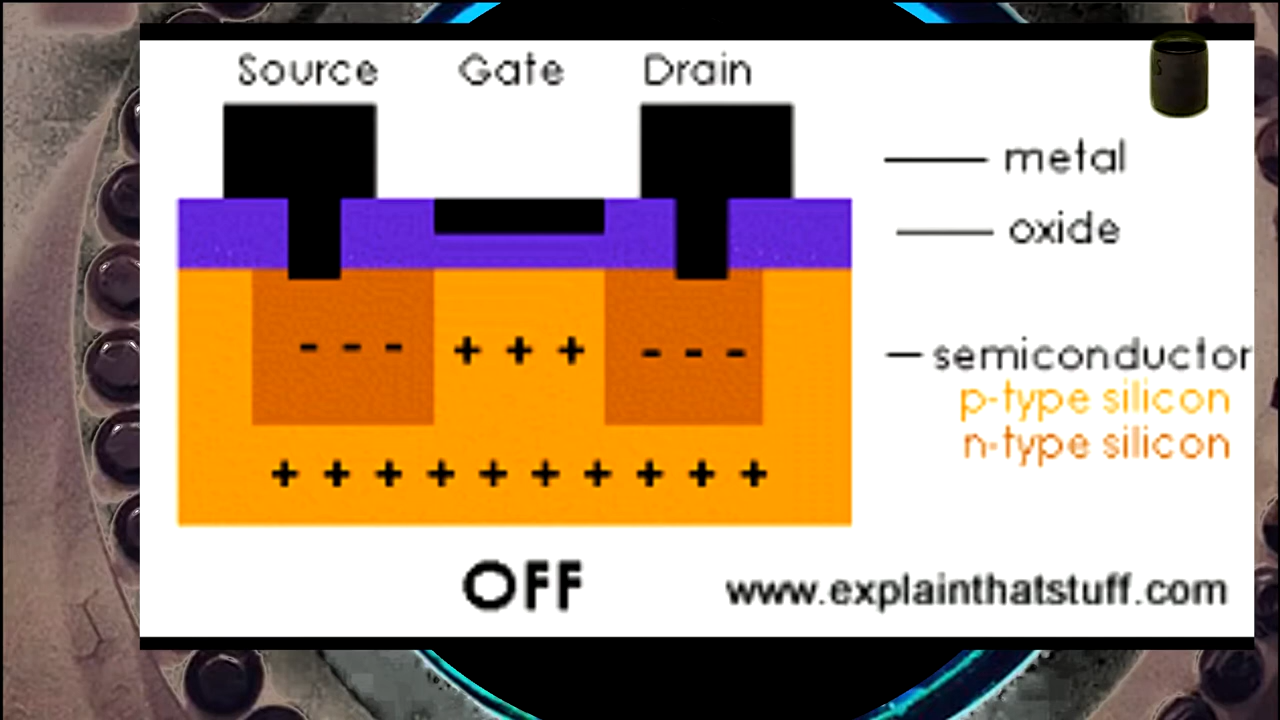 Source Gate Drain
metal
oxide
semiconductor
p-type silicon
n-type silicon
- - - + + + - - -
+ + + + + + + + + +
OFF
www.explainthatstuff.com